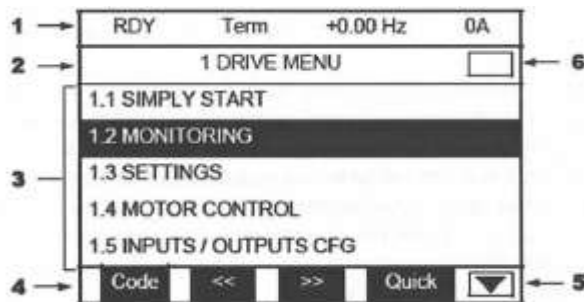 1 RDY Term +0.00 Hz 0A
2 1 DRIVE MENU 6
1.1 SIMPLY START
1.2 MONITORING
3 1.3 SETTINGS
1.4 MOTOR CONTROL
1.5 INPUTS / OUTPUTS CFG
4 Code << >> Quick 5